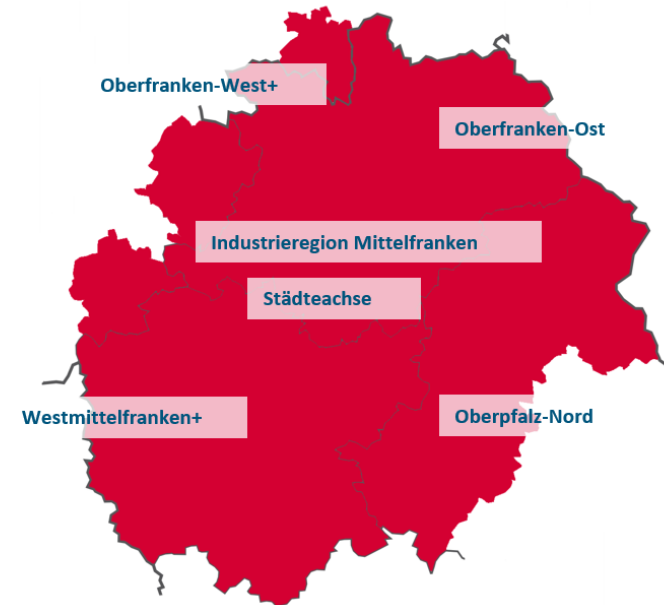 Oberfranken-West+
Oberfranken-Ost
Industrieregion Mittelfranken
Städteachse
Westmittelfranken+
Oberpfalz-Nord